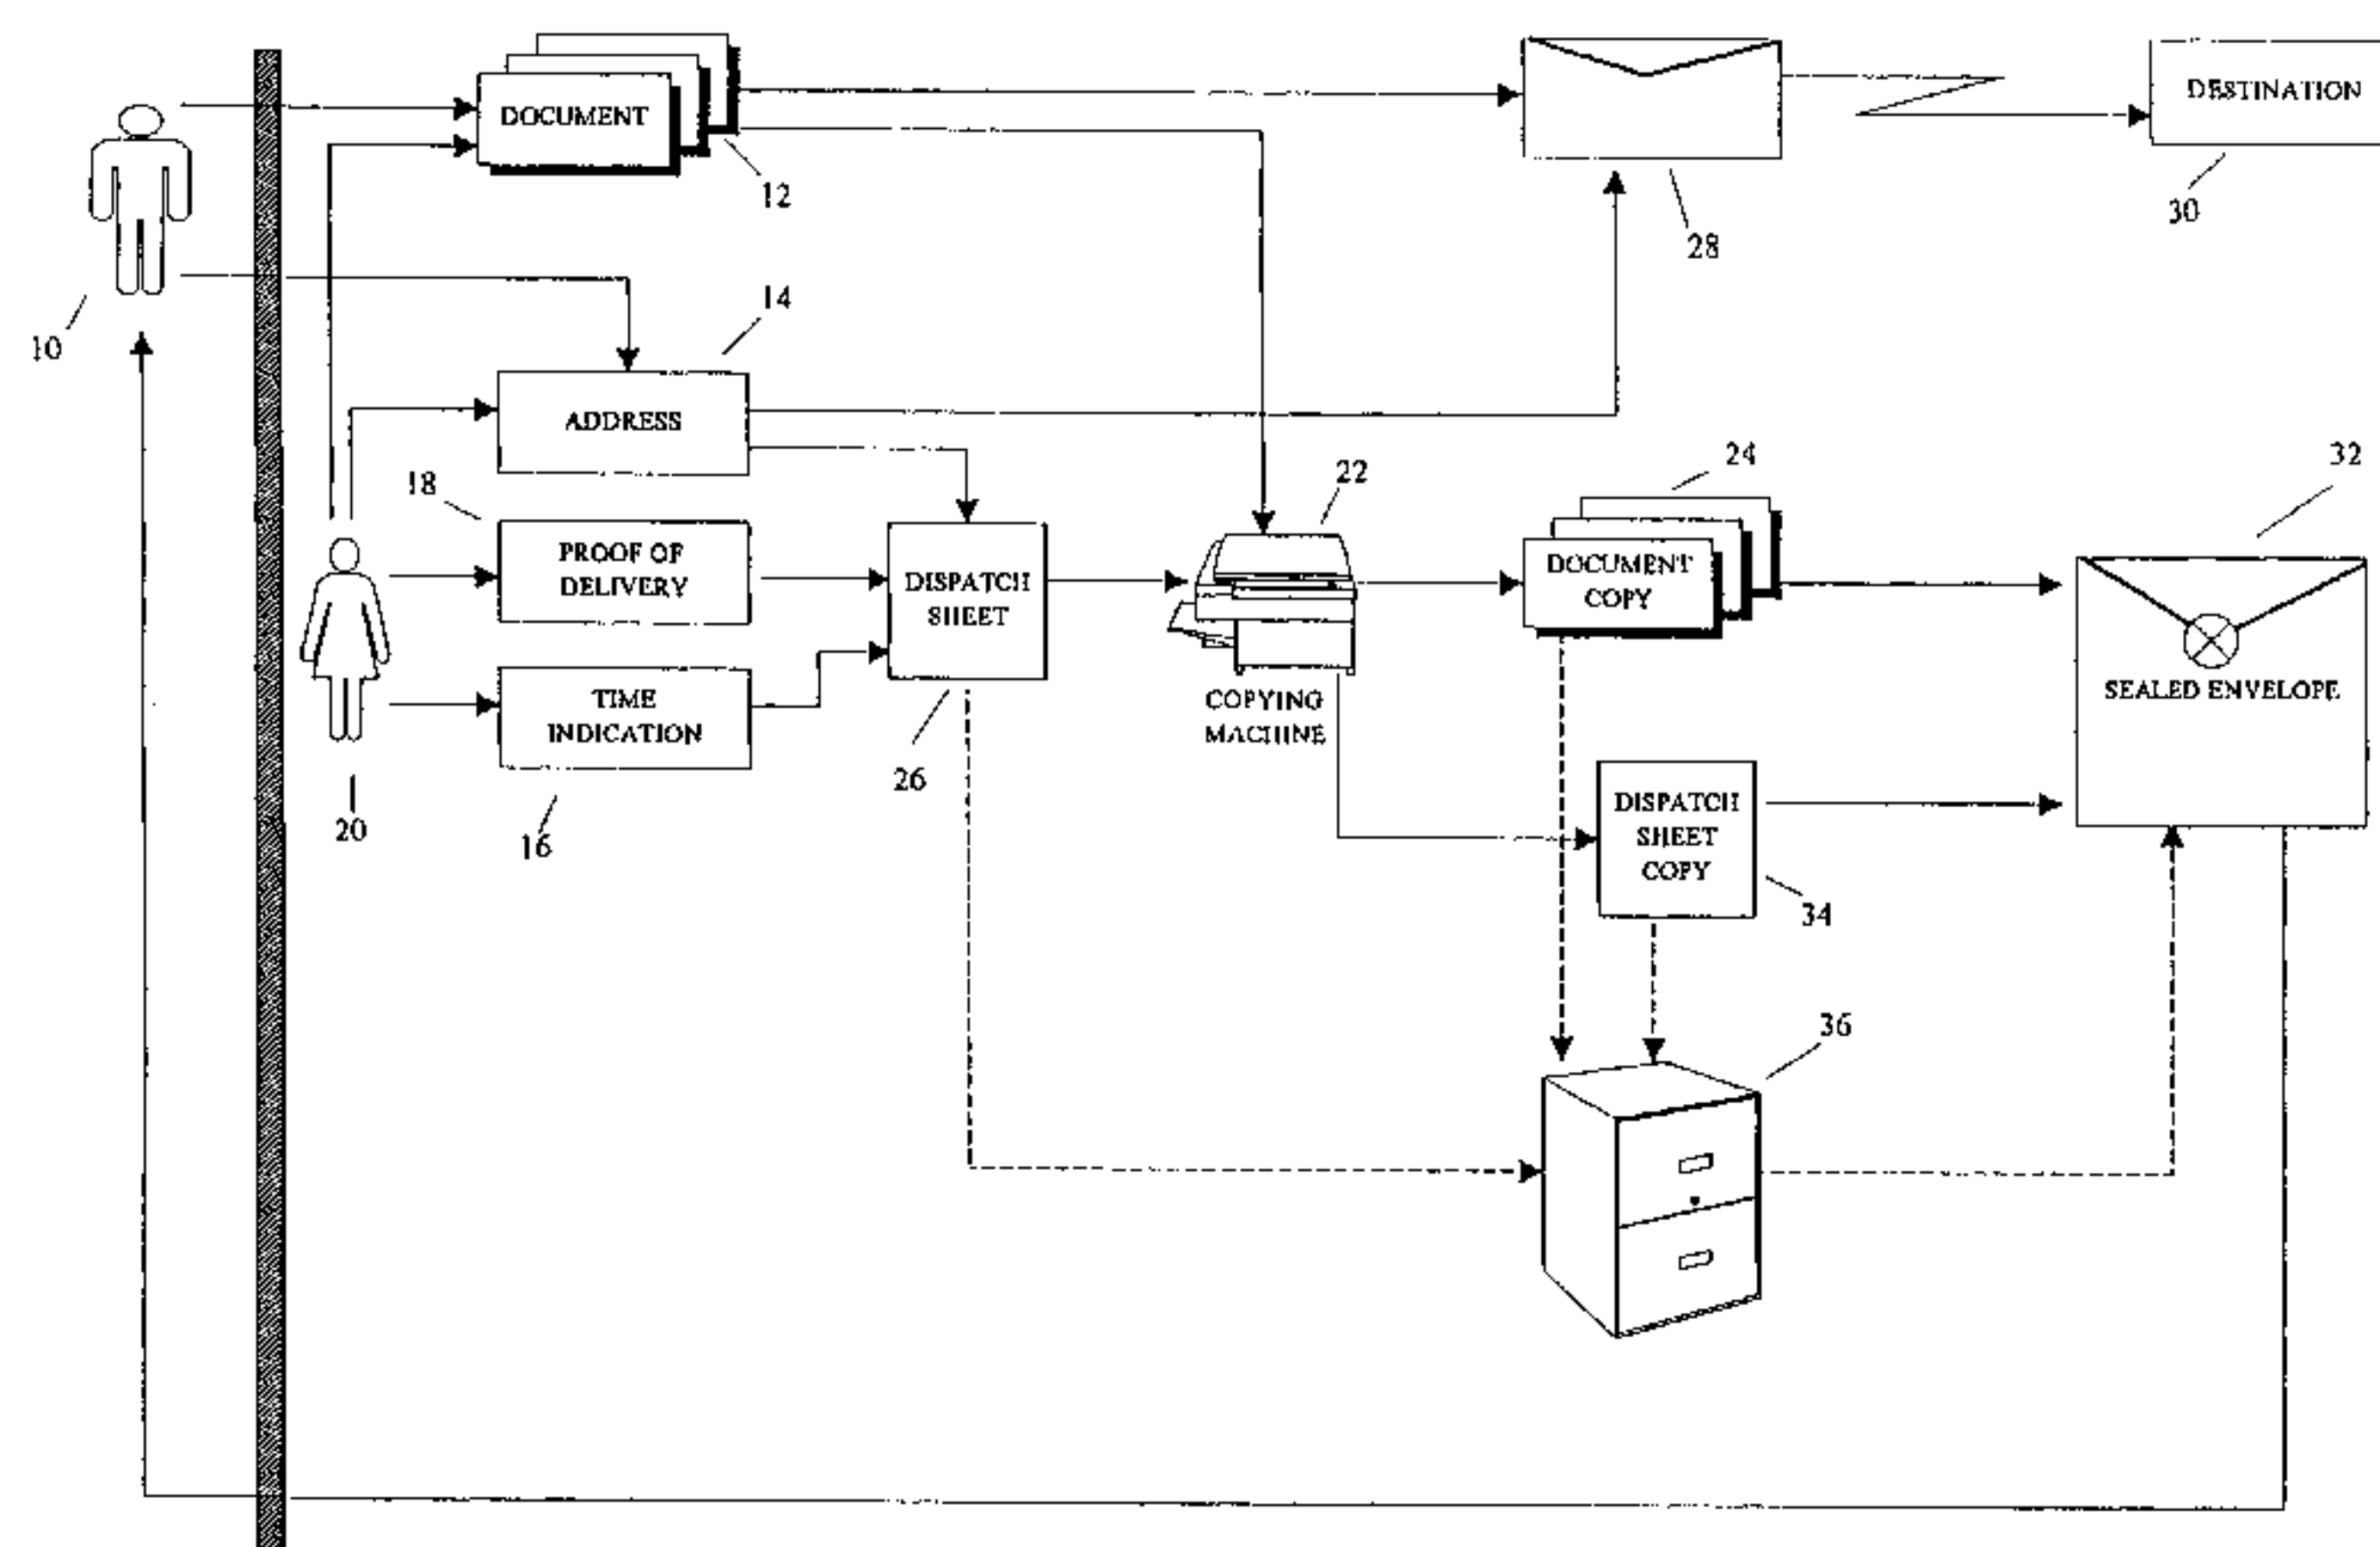 DOCUMENT
12
28
DESTINATION
30
10
14
ADDRESS
18
PROOF OF
DELIVERY
TIME
INDICATION
16
20
DISPATCH
SHEET
26
22
COPYING
MACHINE
24
DOCUMENT
COPY
DISPATCH
SHEET
COPY
34
32
SEALED ENVELOPE
36